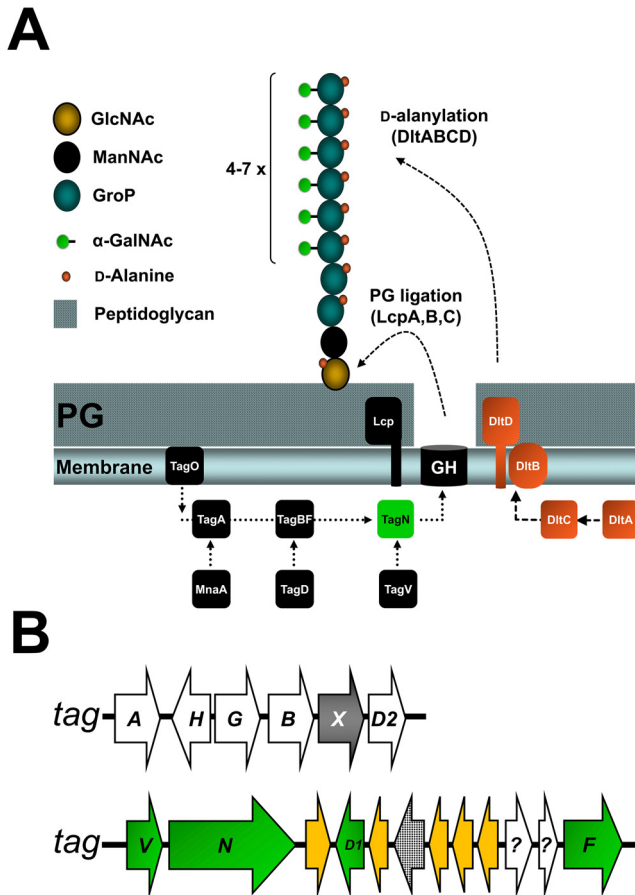 A
GlcNAc
ManNAc
GroP
α-GalNAc
D-Alanine
Peptidoglycan
4-7 x
D-alanylation
(DltABCD)
PG ligation
(LcpA,B,C)
PG
Lcp
DltD
Membrane
TagO
GH
DltB
TagA
TagBF
TagN
DltC
DltA
MnaA
TagD
TagV
B
tag
A
H
G
B
X
D2
tag
V
N
D1
?
?
F